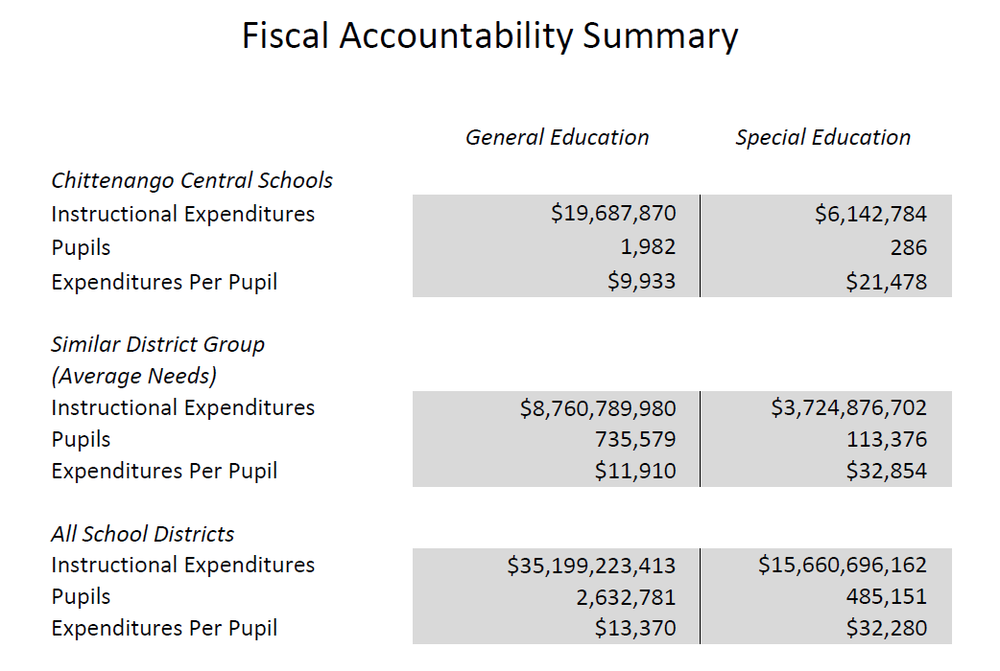 Fiscal Accountability Summary
General Education Special Education
Chittenango Central Schools
Instructional Expenditures $19,687,870 $6,142,784
Pupils 1,982 286
Expenditures Per Pupil $9,933 $21,478
Similar District Group
(Average Needs)
Instructional Expenditures $8,760,789,980 $3,724,876,702
Pupils 735,579 113,376
Expenditures Per Pupil $11,910 $32,854
All School Districts
Instructional Expenditures $35,199,223,413 $15,660,696,162
Pupils 2,632,781 485,151
Expenditures Per Pupil $13,370 $32,280